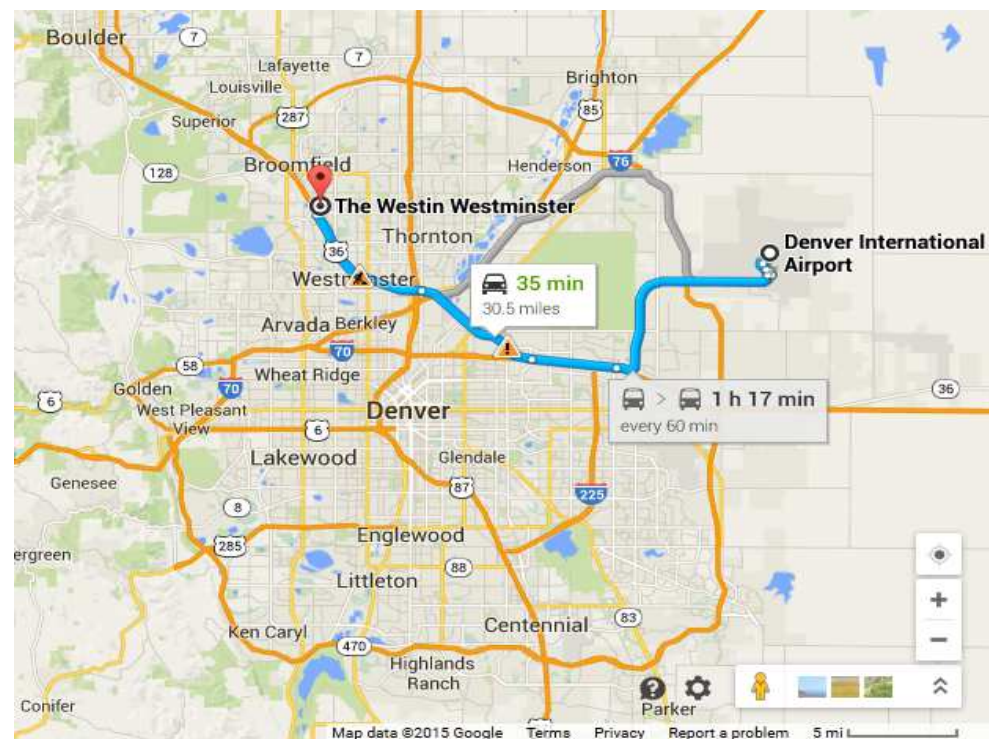 Boulder
7
7
Lafayette
Louisville
Brighton
85
287
Superior
Broomfield
Henderson
76
128
The Westin Westminster
Thornton
Denver International
Airport
36
Westminster
35 min
30.5 miles
Arvada
Berkley
70
58
Wheat Ridge
Golden
70
1 h 17 min
every 60 min
36
6
West Pleasant
View
Denver
6
Lakewood
Glendale
Genesee
87
225
8
285
Englewood
ergreen
88
Littleton
83
Centennial
Ken Caryl
470
Highlands
Ranch
Conifer
Parker
Map data ©2015 Google
Terms
Privacy
Report a problem
5 mi